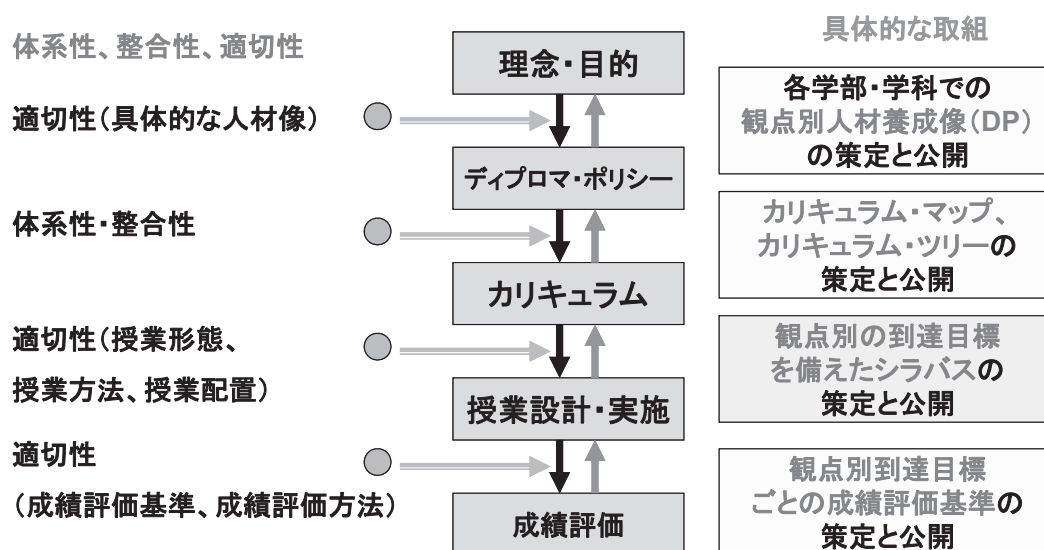 体系性、整合性、適切性
適切性(具体的な人材像)
体系性・整合性
適切性(授業形態、
授業方法、授業配置)
適切性
(成績評価基準、成績評価方法)
理念・目的
ディプロマ・ポリシー
カリキュラム
授業設計・実施
成績評価
具体的な取組
各学部・学科での
観点別人材養成像(DP)
の策定と公開
カリキュラム・マップ、
カリキュラム・ツリーの
策定と公開
観点別の到達目標
を備えたシラバスの
策定と公開
観点別到達目標
ごとの成績評価基準の
策定と公開